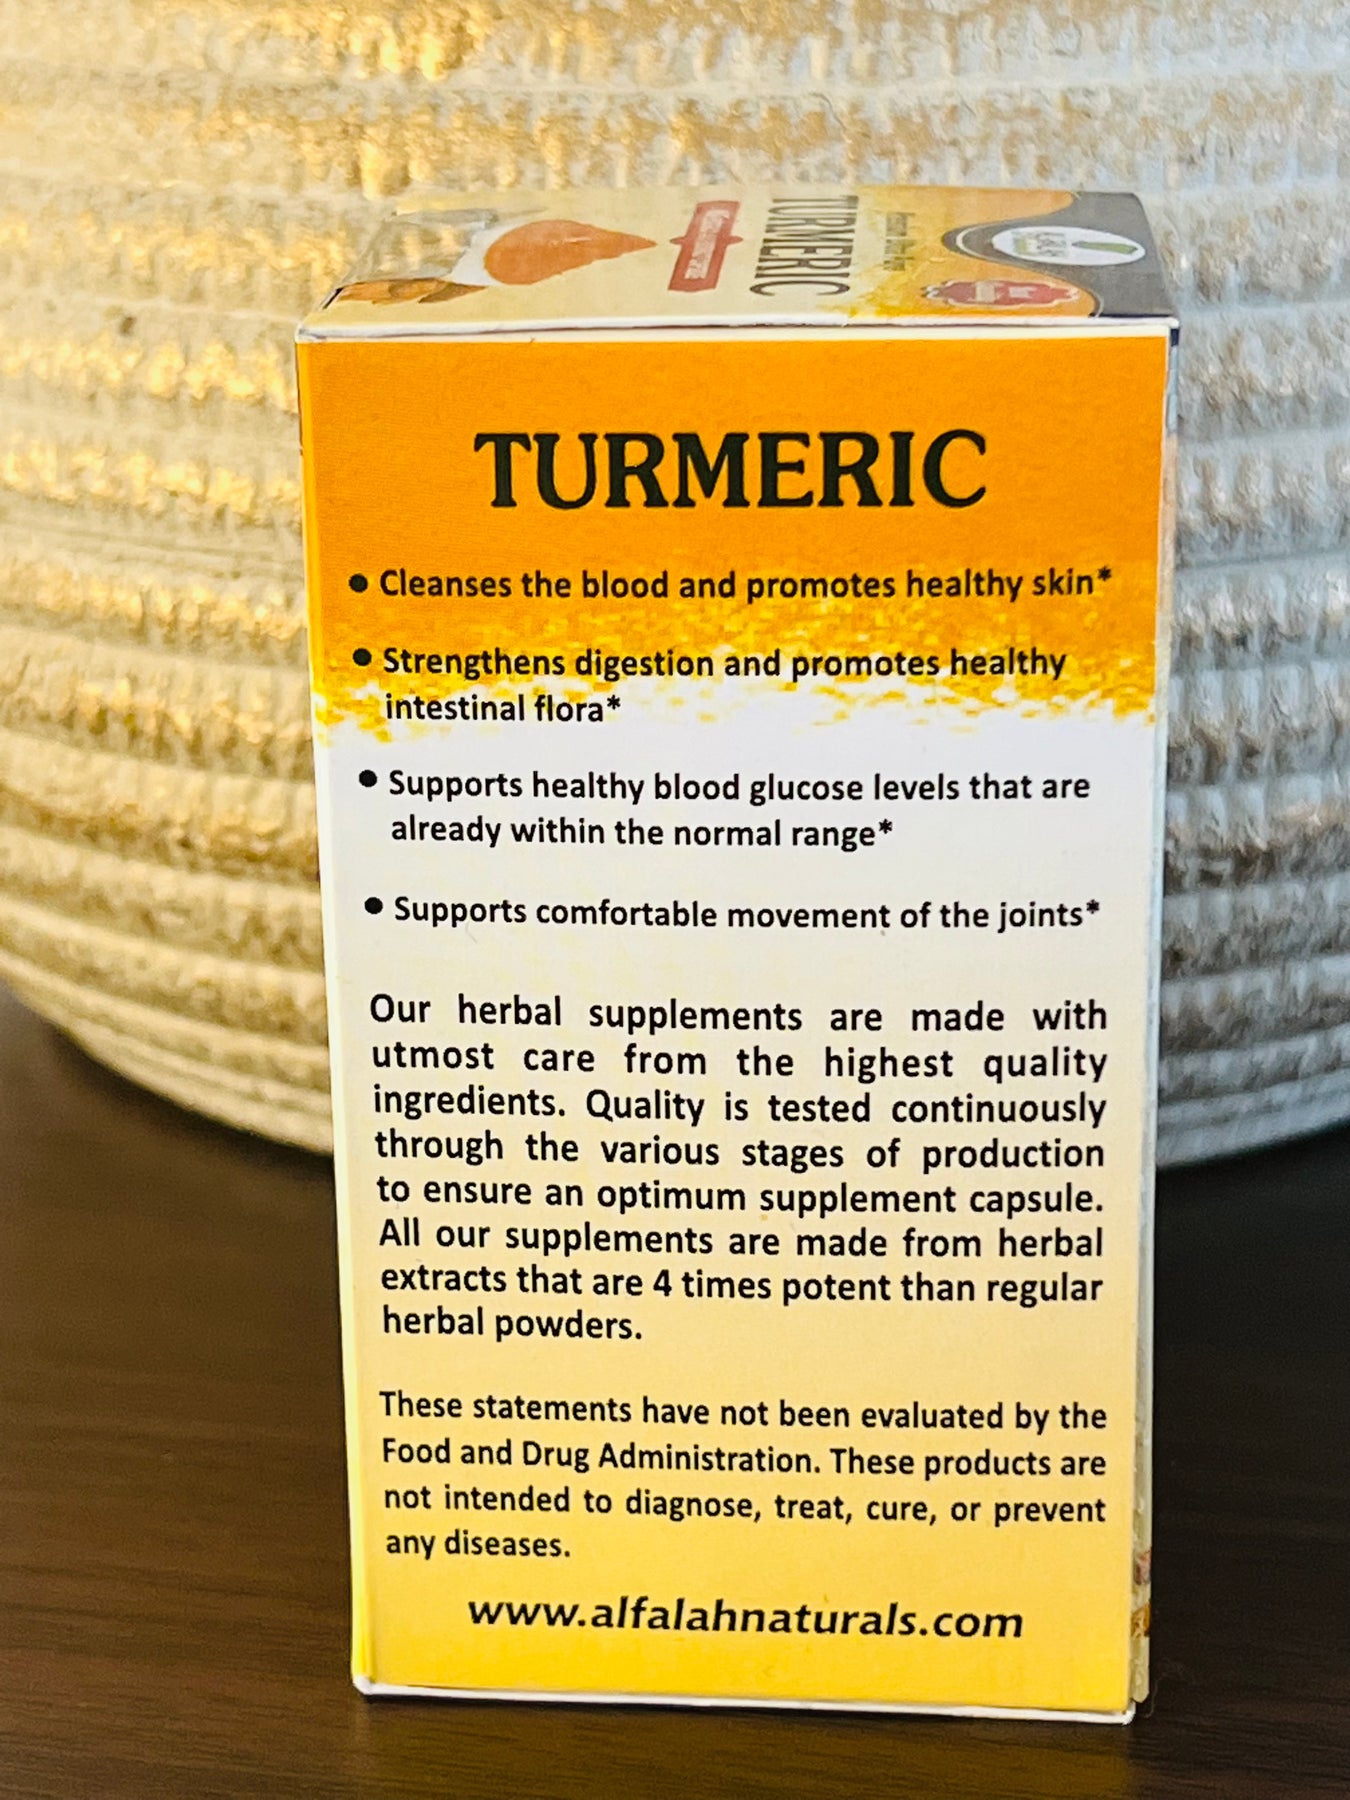 TURMERIC
TURMERIC
● Cleanses the blood and promotes healthy skin*
● Strengthens digestion and promotes healthy
intestinal flora*
● Supports healthy blood glucose levels that are
already within the normal range*
● Supports comfortable movement of the joints*
Our herbal supplements are made with
utmost care from the highest quality
ingredients. Quality is tested continuously
through the various stages of production
to ensure an optimum supplement capsule.
All our supplements are made from herbal
extracts that are 4 times potent than regular
herbal powders.
These statements have not been evaluated by the
Food and Drug Administration. These products are
not intended to diagnose, treat, cure, or prevent
any diseases.
www.alfalahnaturals.com